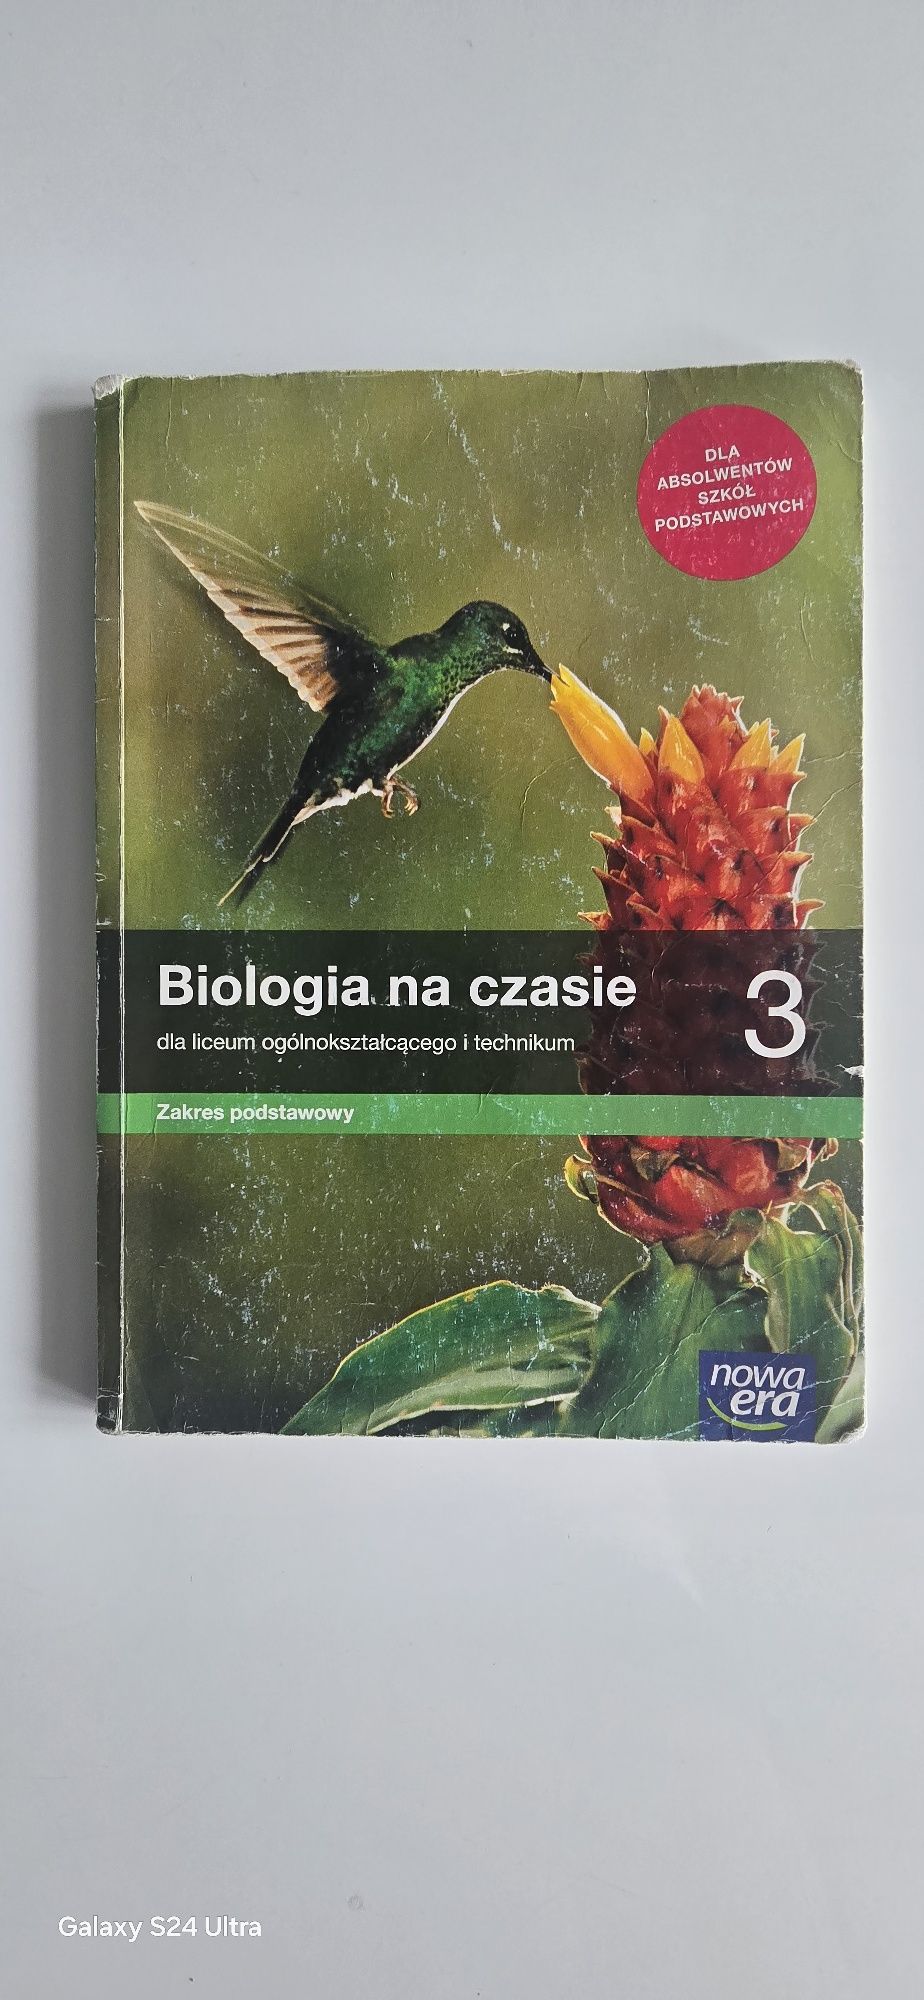 DLA
ABSOLWENTÓW
SZKÓŁ
PODSTAWOWYCH
Biologia na czasie
3
dla liceum ogólnokształcącego i technikum
Zakres podstawowy
nowa
era
Galaxy S24 Ultra